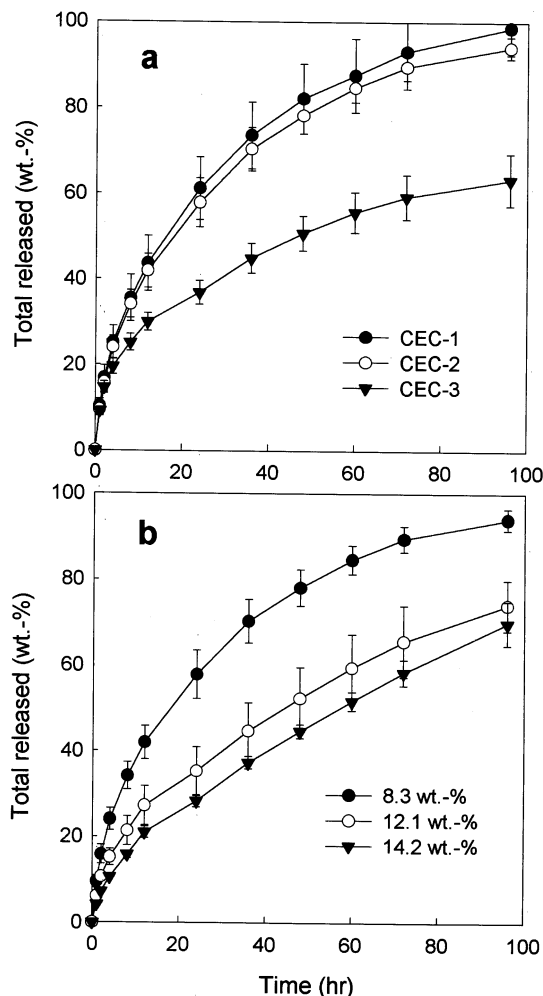 100
a
80
60
40
20
0
Total released (wt.-%)
CEC-1
CEC-2
CEC-3
0 20 40 60 80 100
100
b
80
60
40
20
0
Total released (wt.-%)
8.3 wt.-%
12.1 wt.-%
14.2 wt.-%
0 20 40 60 80 100
Time (hr)